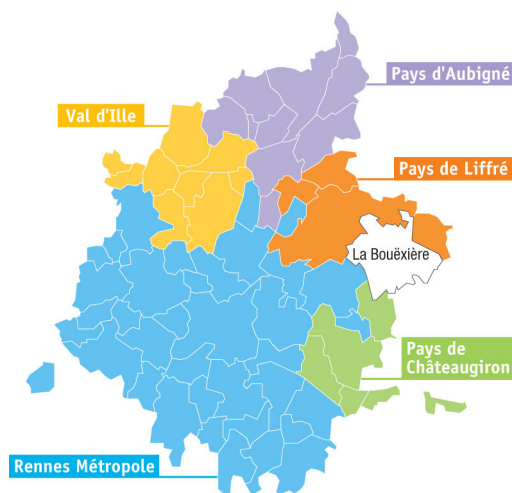 Pays d'Aubigné
Val d'Ille
Pays de Liffré
La Bouëxière
Pays de
Châteaugiron
Rennes Métropole